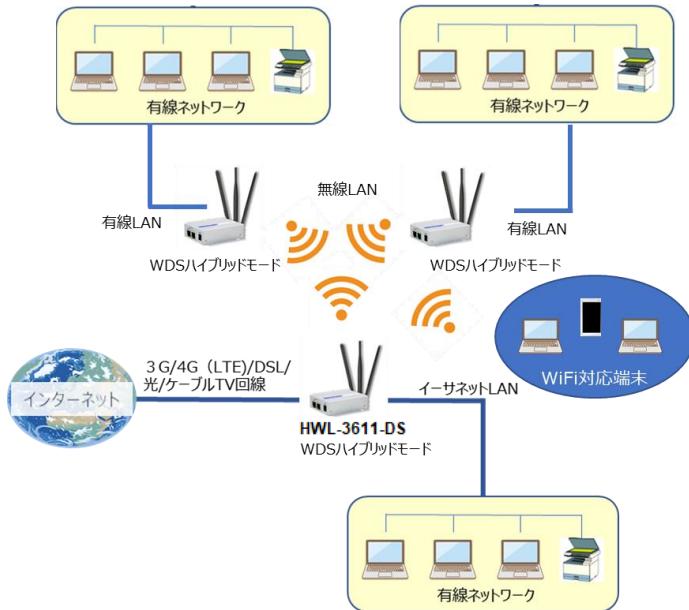 有線ネットワーク
有線ネットワーク
無線LAN
有線LAN
有線LAN
WDSハイブリッドモード
WDSハイブリッドモード
３G/4G（LTE)/DSL/
光/ケーブルTV回線
イーサネットLAN
WiFi対応端末
インターネット
HWL-3611-DS
WDSハイブリッドモード
有線ネットワーク